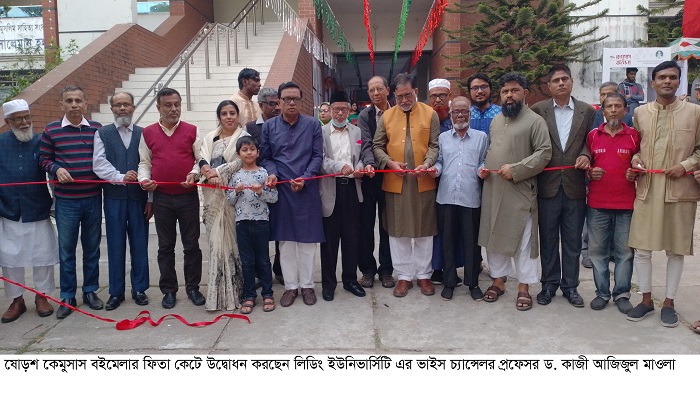 ষোড়শ কেমুসাস বইমেলার ফিতা কেটে উদ্বোধন করছেন লিডিং ইউনিভার্সিটি এর ভাইস চ্যান্সেলর প্রফেসর ড. কাজী আজিজুল মাওলা